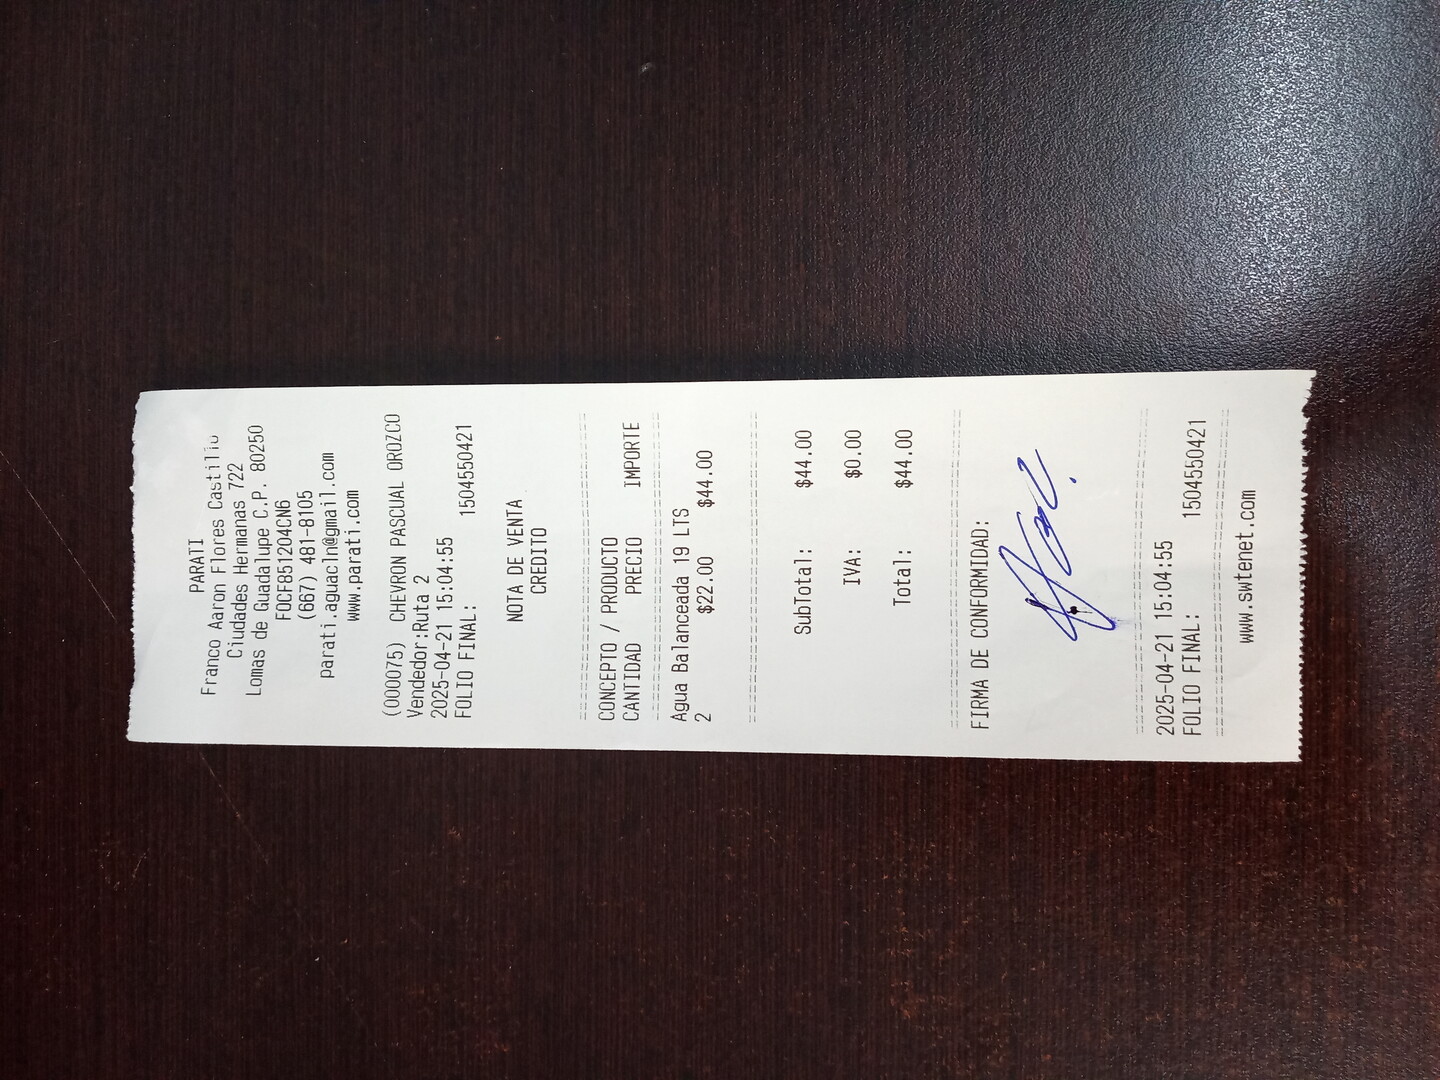 PARATI
Franco Aaron Flores Castillo
Ciudades Hermanas 722
Lomas de Guadalupe C.P. 80250
FOCF851204CN6
(667) 481-8105
parati.aguacln@gmail.com
www.parati.com
(000075) CHEVRON PASCUAL OROZCO
Vendedor:Ruta 2
2025-04-21 15:04:55
FOLIO FINAL: 1504550421
NOTA DE VENTA
CREDITO
CONCEPTO / PRODUCTO
CANTIDAD PRECIO IMPORTE
Agua Balanceada 19 LTS
2 $22.00 $44.00
SubTotal: $44.00
IVA: $0.00
Total: $44.00
FIRMA DE CONFORMIDAD:
2025-04-21 15:04:55
FOLIO FINAL: 1504550421
www.swtenet.com